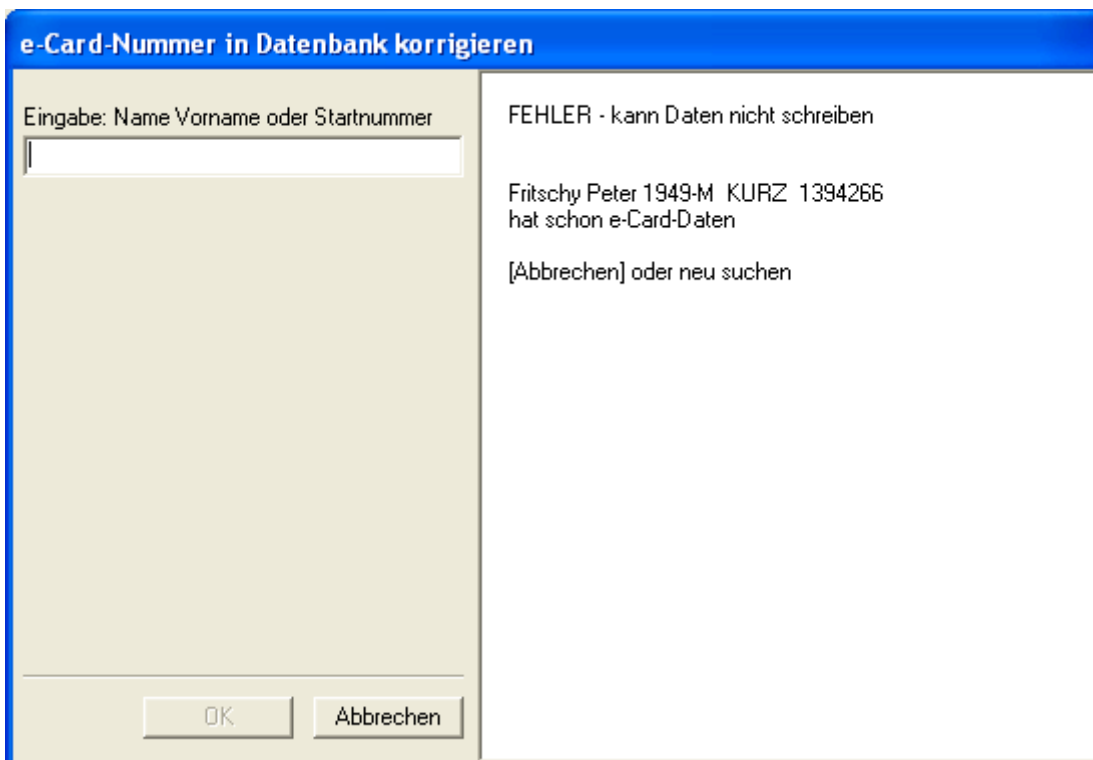 e-Card-Nummer in Datenbank korrigieren
Eingabe: Name Vorname oder Startnummer
FEHLER - kann Daten nicht schreiben
Fritschy Peter 1949-M  KURZ  1394266
hat schon e-Card-Daten
[Abbrechen] oder neu suchen
OK
Abbrechen